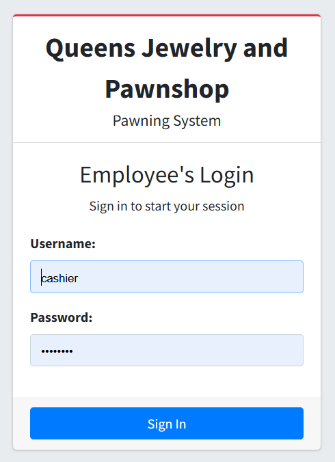 Queens Jewelry and
Pawnshop
Pawning System
Employee's Login
Sign in to start your session
Username:
cashier
Password:
••••••••
Sign In